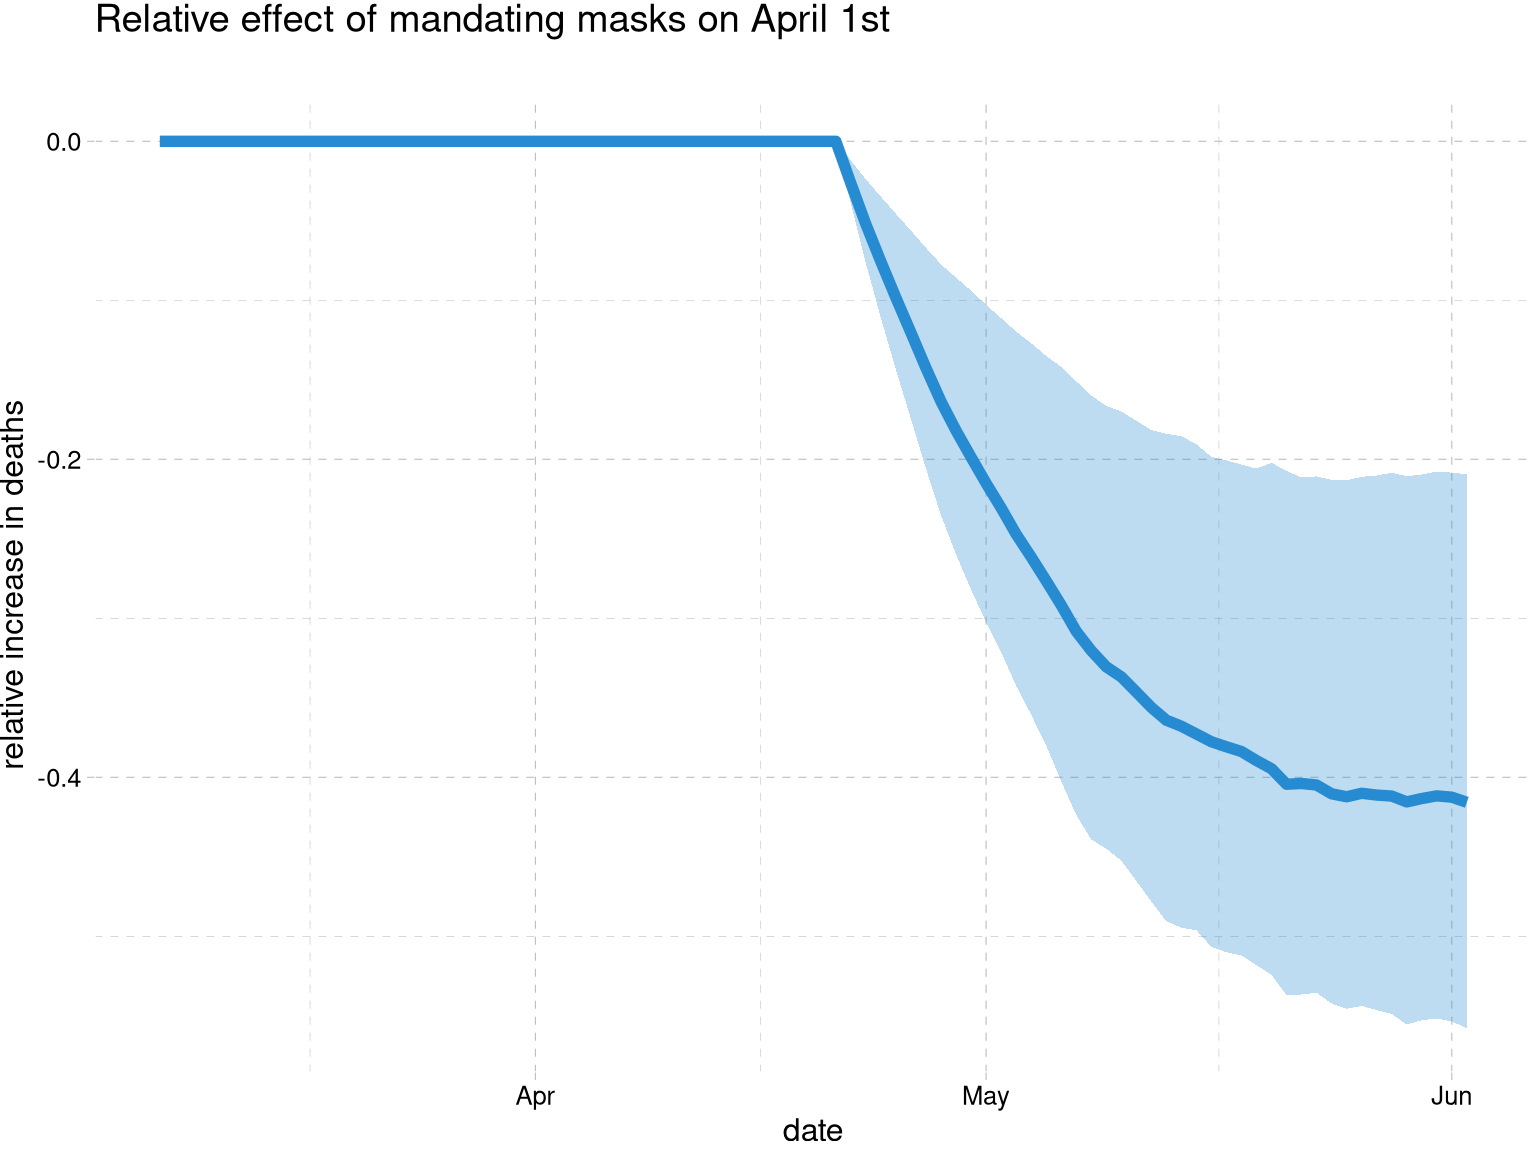 Relative effect of mandating masks on April 1st
relative increase in deaths
0.0
-0.2
-0.4
Apr
May
Jun
date